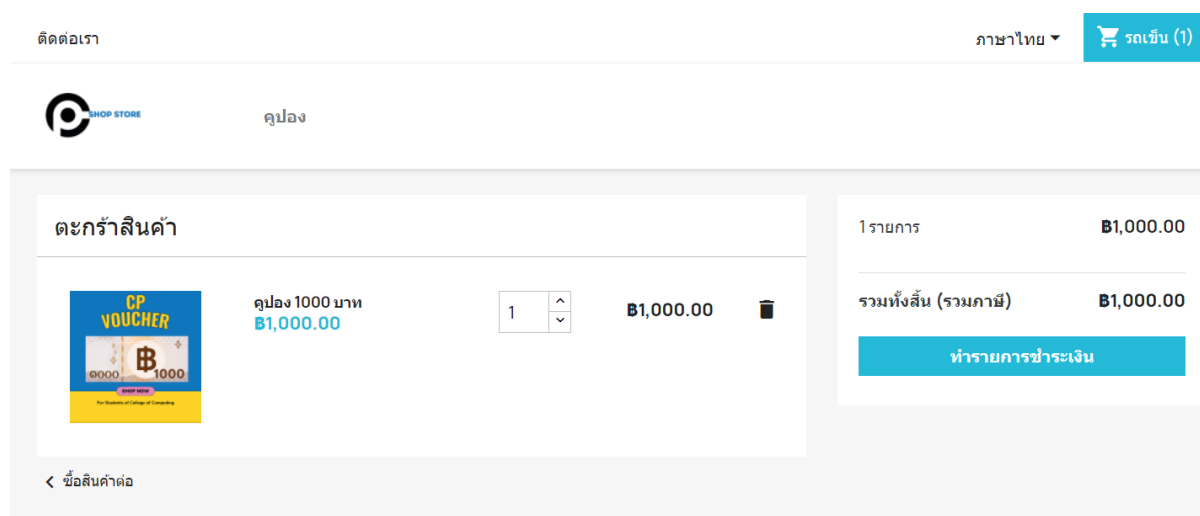 ติดต่อเรา
ภาษาไทย
รถเข็น (1)
SHOP STORE
คูปอง
ตะกร้าสินค้า
CP
VOUCHER
฿
๑๐๐๐
1000
SHOP NOW
For Students of College of Computing
คูปอง 1000 บาท
฿1,000.00
1
฿1,000.00
1 รายการ
฿1,000.00
รวมทั้งสิ้น (รวมภาษี)
฿1,000.00
ทำรายการชำระเงิน
ซื้อสินค้าต่อ